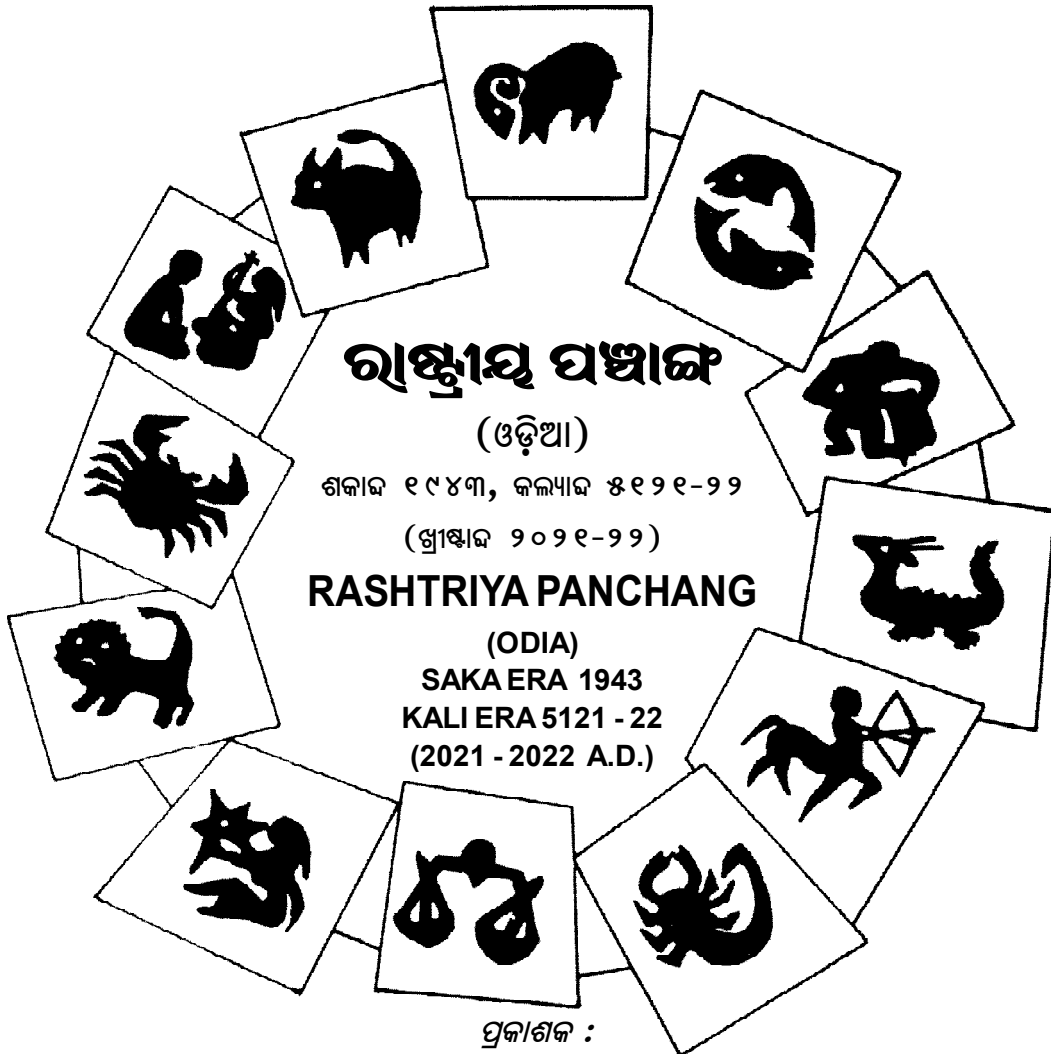 ରାଷ୍ଟ୍ରୀୟ ପଞ୍ଚାଙ୍ଗ
(ଓଡ଼ିଆ)
ଶକାବ୍ଦ ୧୯୪୩, କଲ୍ୟାବ୍ଦ ୫୧୨୧-୨୨
(ଖ୍ରୀଷ୍ଟାବ୍ଦ ୨୦୨୧-୨୨)
RASHTRIYA PANCHANG
(ODIA)
SAKA ERA 1943
KALI ERA 5121 - 22
(2021 - 2022 A.D.)
ପ୍ରକାଶକ :